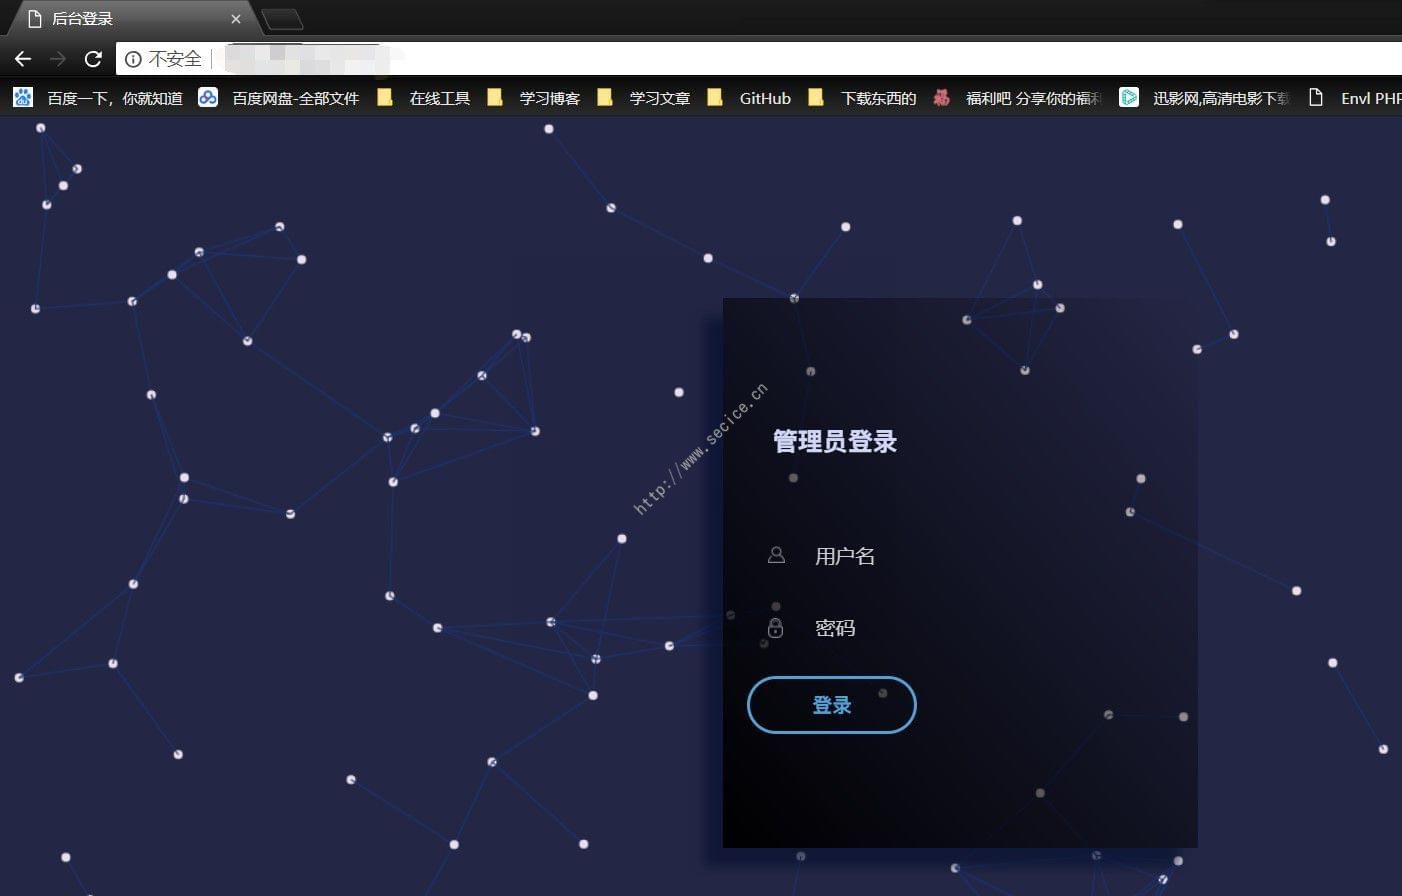 后台登录
不安全
百度一下，你就知道 百度网盘-全部文件 在线工具 学习博客 学习文章 GitHub 下载东西的 福利吧 分享你的福利 迅影网,高清电影下载 Envl PHP
http://www.secice.cn
管理员登录
用户名
密码
登录